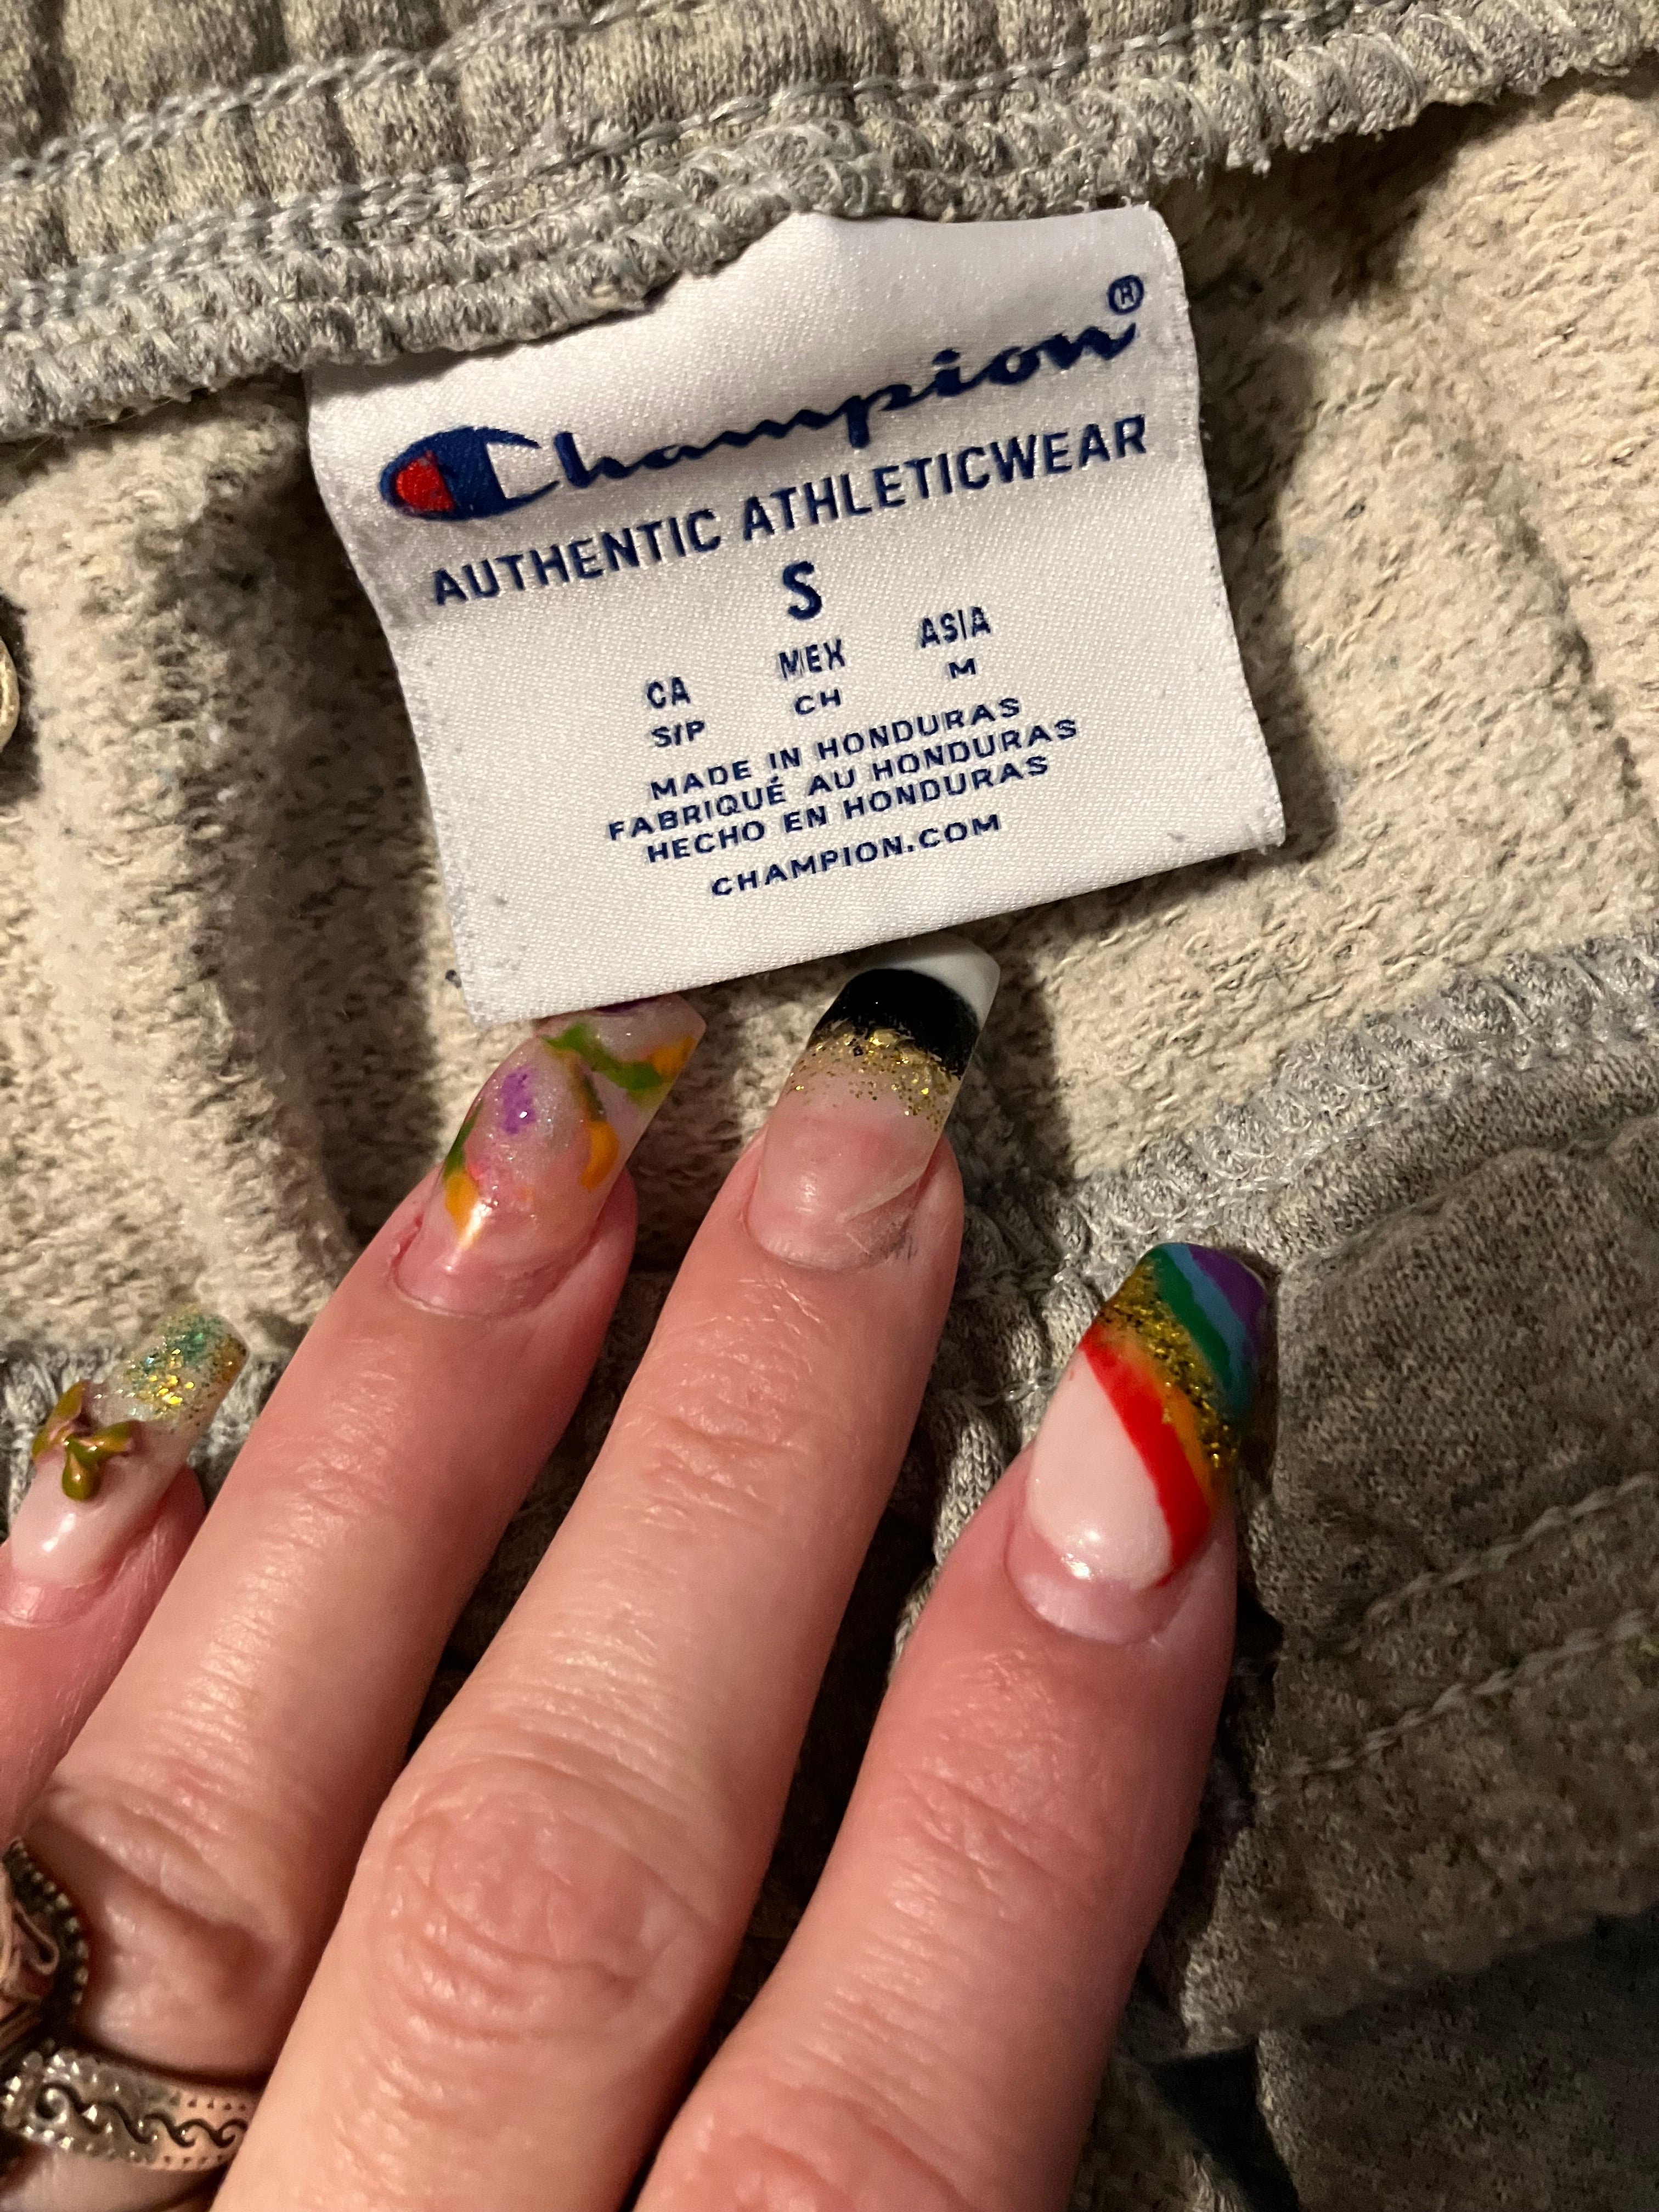 Champion®
AUTHENTIC ATHLETICWEAR
S
CA MEX ASIA
S/P CH M
MADE IN HONDURAS
FABRIQUÉ AU HONDURAS
HECHO EN HONDURAS
CHAMPION.COM